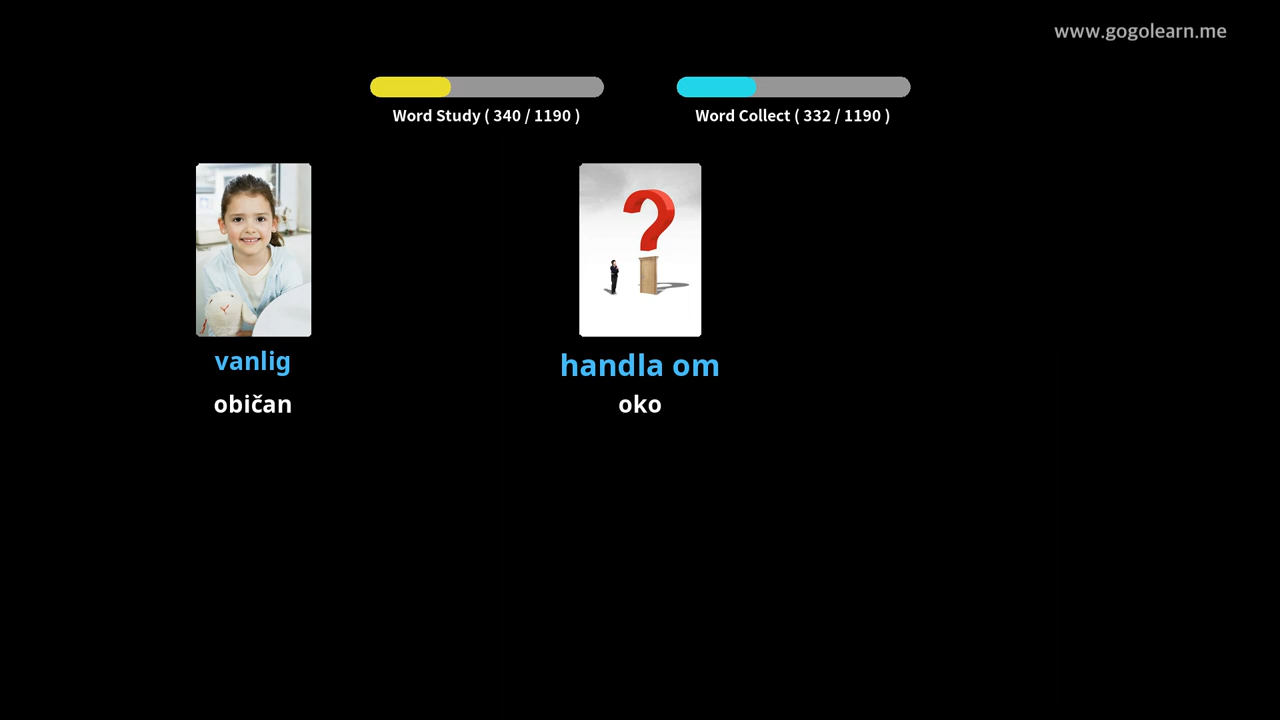 www.gogolearn.me
Word Study ( 340 / 1190 )
Word Collect ( 332 / 1190 )
vanlig
običan
handla om
oko